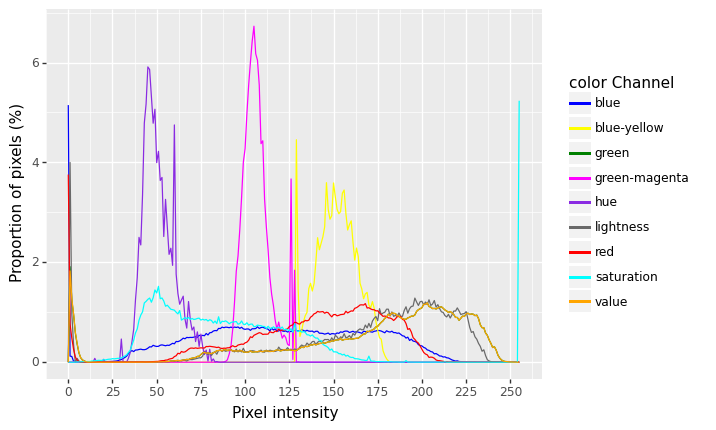 color Channel
blue
blue-yellow
green
green-magenta
hue
lightness
red
saturation
value
Proportion of pixels (%)
6
4
2
0
0 25 50 75 100 125 150 175 200 225 250
Pixel intensity